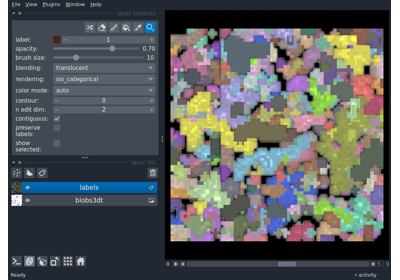 File View Plugins Window Help
layer controls
label: 1
opacity: 0.70
brush size: 10
blending: translucent
rendering: iso_categorical
color mode: auto
contour: 0
n edit dim: 2
contiguous:
preserve
labels:
show
selected:
layer list
labels
blobs3dt
Ready
activity